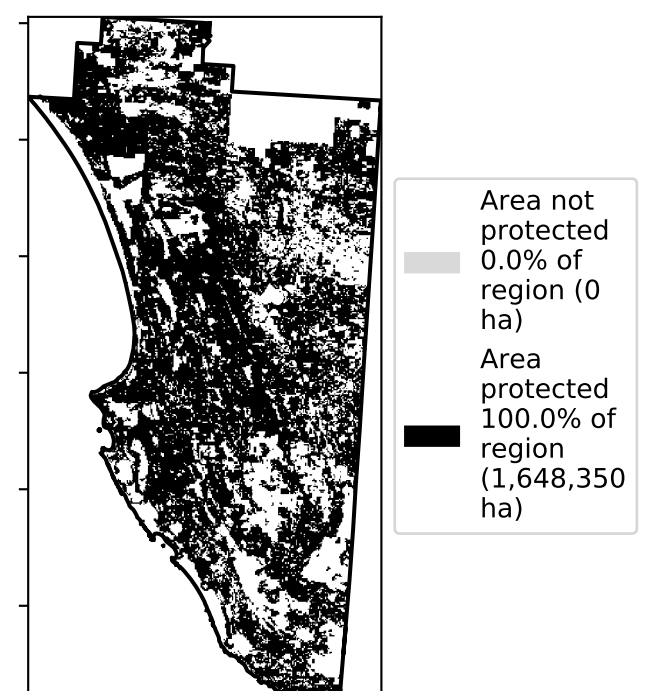 Area not
protected
0.0% of
region (0
ha)
Area
protected
100.0% of
region
(1,648,350
ha)